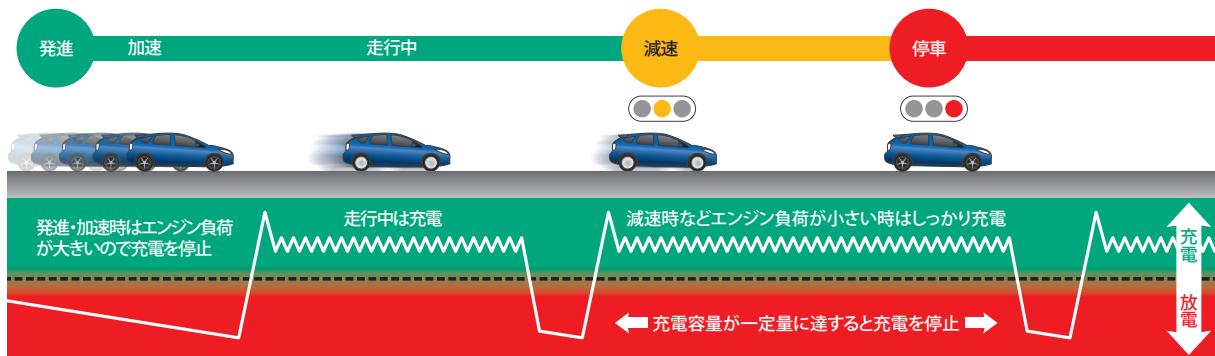 発進
加速
走行中
減速
停車
発進・加速時はエンジン負荷
が大きいので充電を停止
走行中は充電
減速時などエンジン負荷が小さい時はしっかり充電
充電
放電
充電容量が一定量に達すると充電を停止